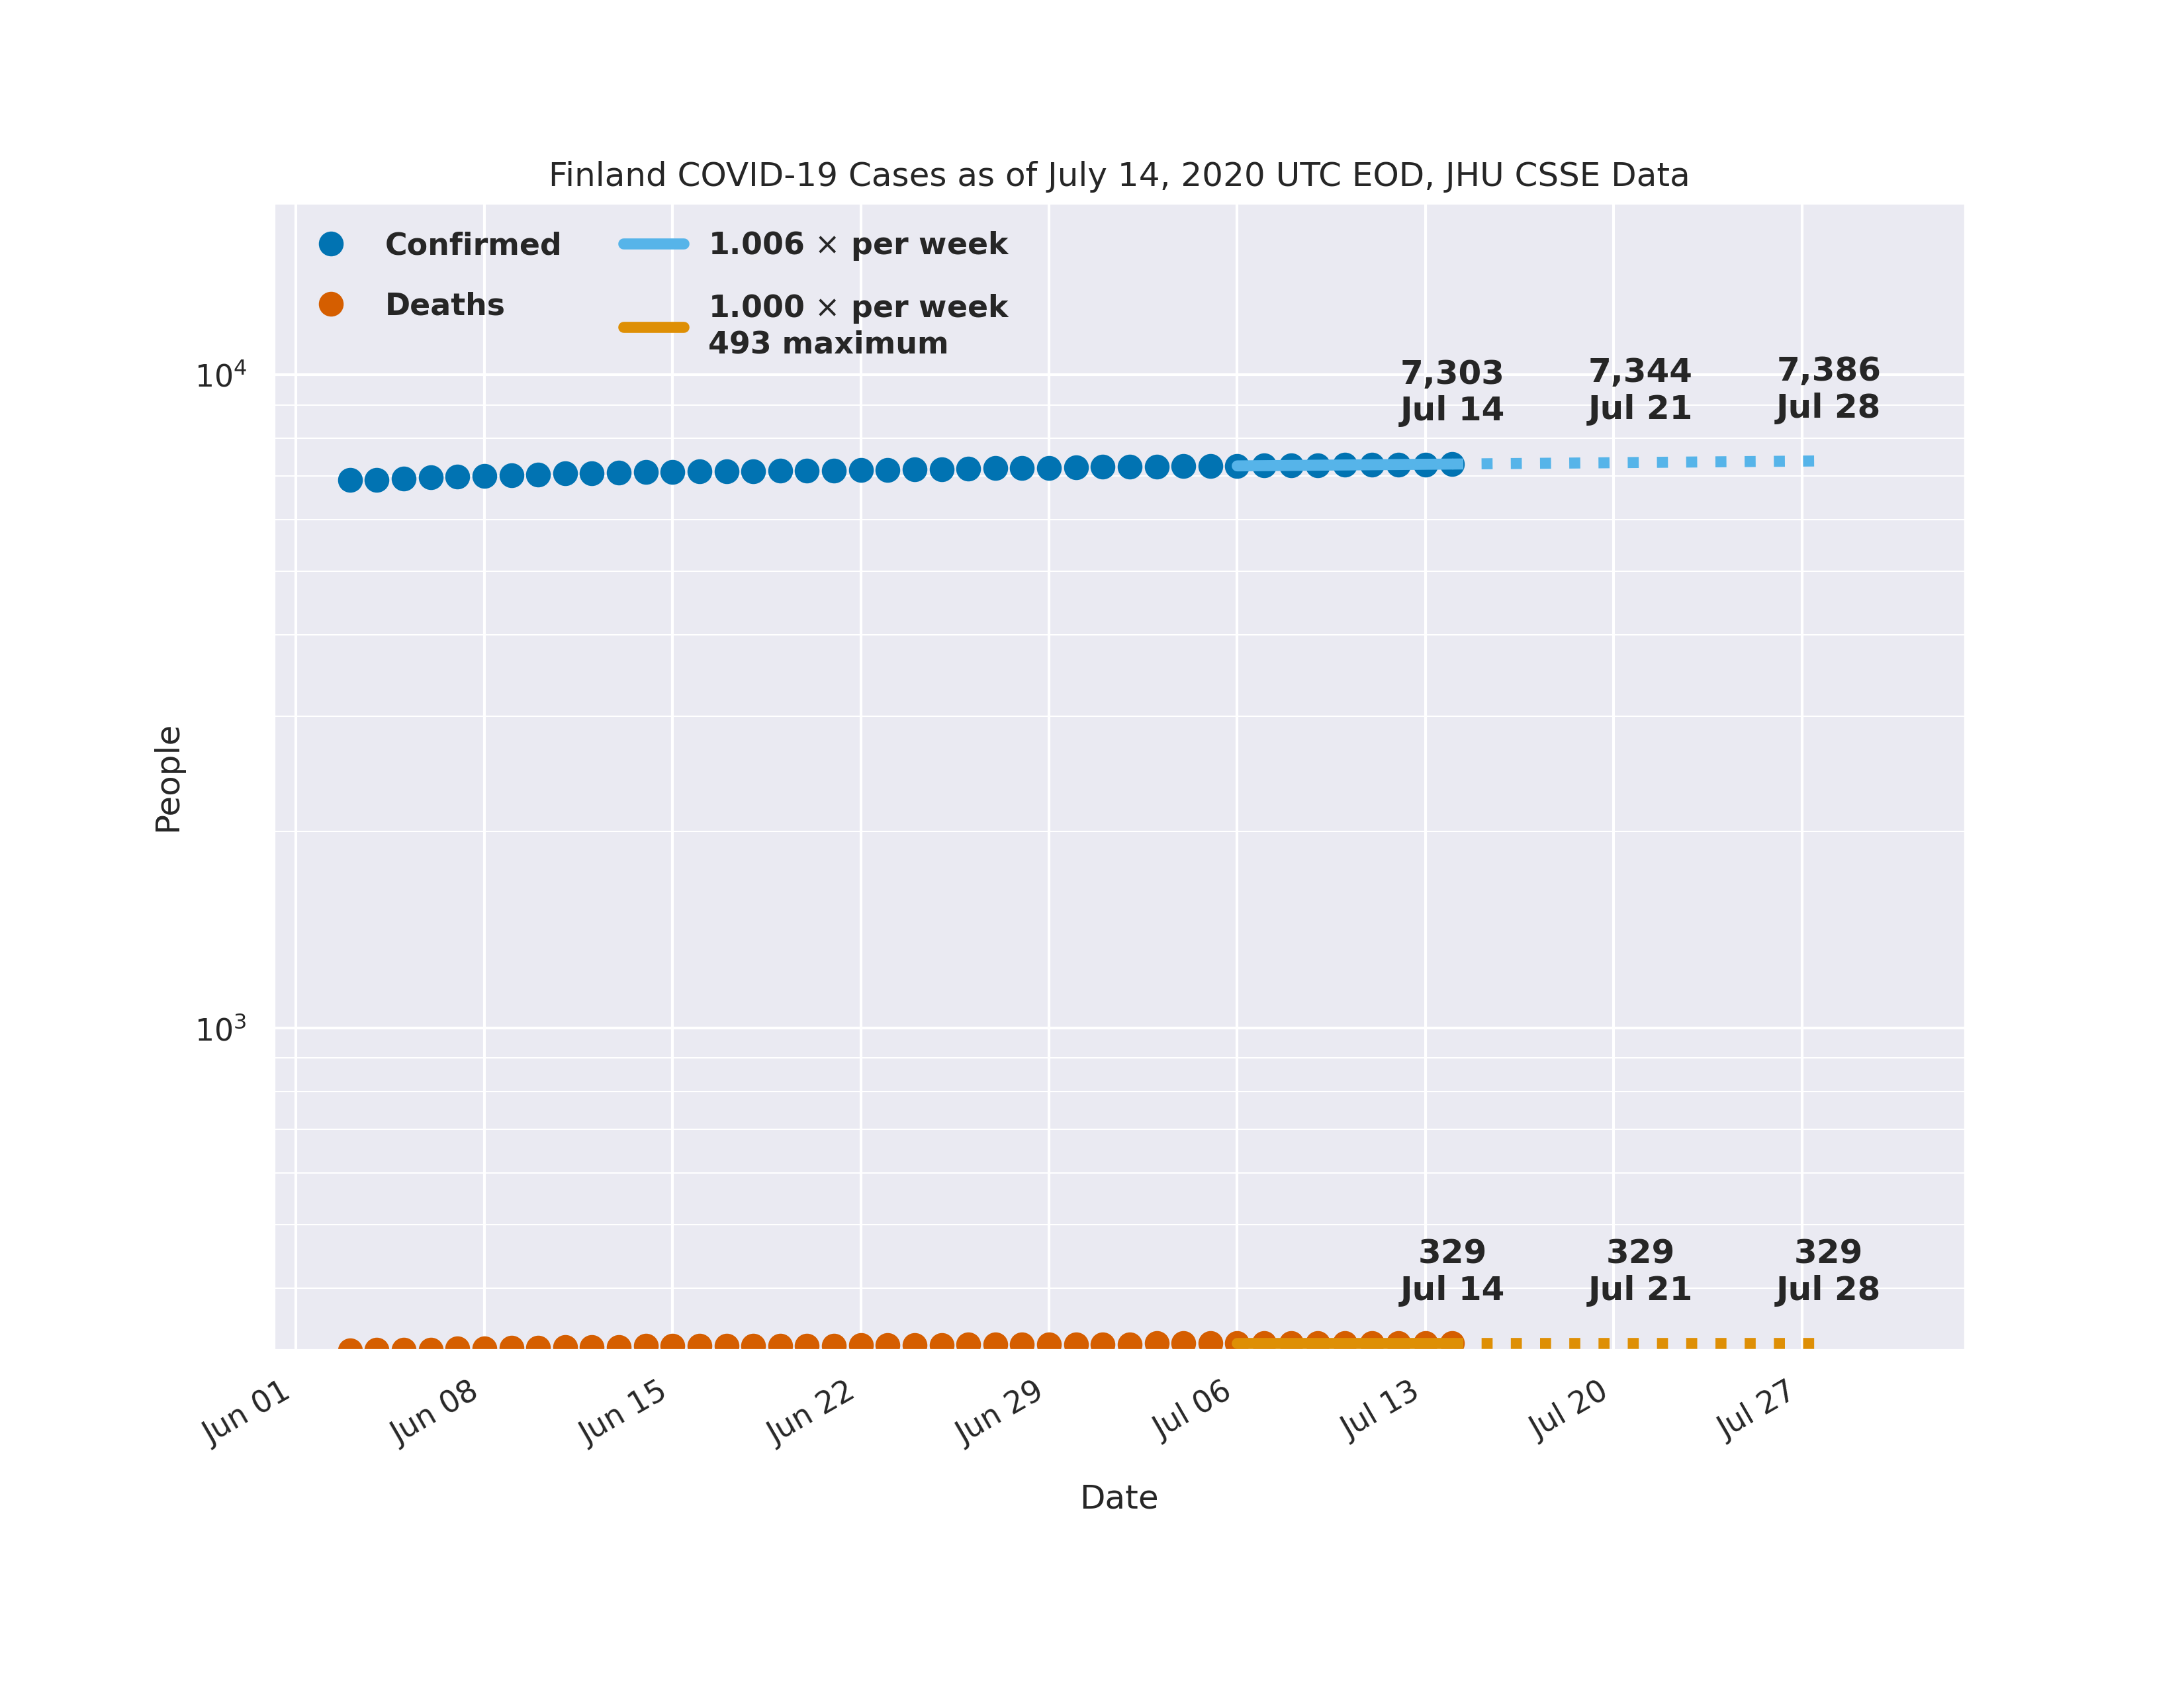 Finland COVID-19 Cases as of July 14, 2020 UTC EOD, JHU CSSE Data
Confirmed
Deaths
1.006 × per week
1.000 × per week
493 maximum
10⁴
10³
People
7,303
Jul 14
7,344
Jul 21
7,386
Jul 28
329
Jul 14
329
Jul 21
329
Jul 28
Jun 01
Jun 08
Jun 15
Jun 22
Jun 29
Jul 06
Jul 13
Jul 20
Jul 27
Date